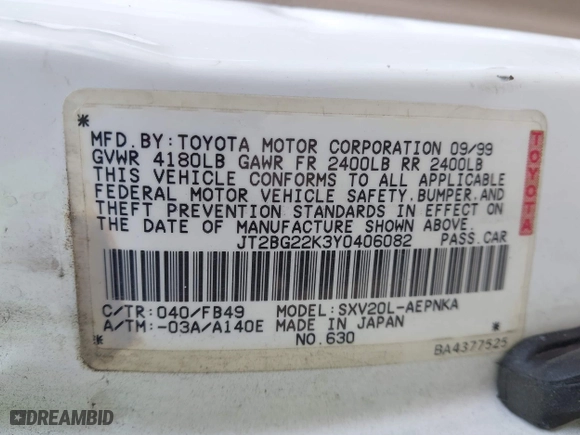 MFD. BY: TOYOTA MOTOR CORPORATION 09/99
GVWR 4180LB GAWR FR 2400LB RR 2400LB
THIS VEHICLE CONFORMS TO ALL APPLICABLE
FEDERAL MOTOR VEHICLE SAFETY, BUMPER, AND
THEFT PREVENTION STANDARDS IN EFFECT ON
THE DATE OF MANUFACTURE SHOWN ABOVE.
JT2BG22K3Y0406082 PASS. CAR
TOYOTA
C/TR: 040/FB49 MODEL: SXV20L-AEPNKA
A/TM: -03A/A140E MADE IN JAPAN
NO. 630
BA4377525
DREAMBID